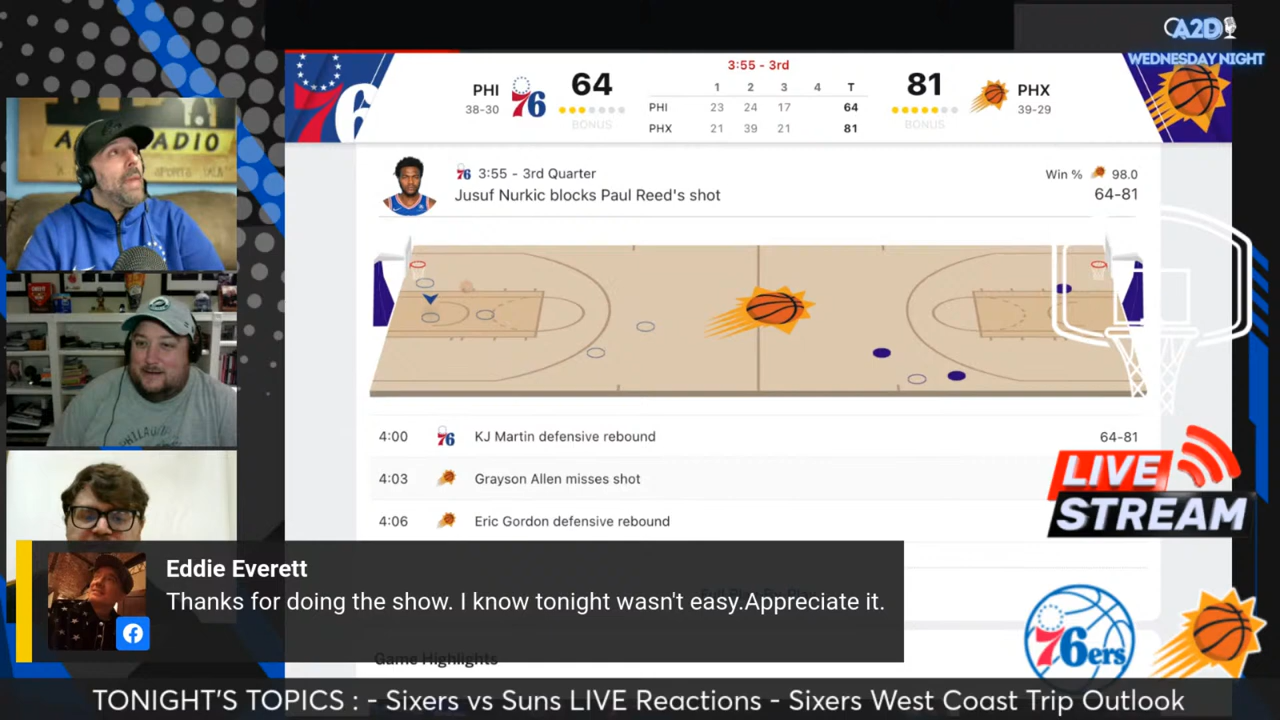 A2D
WEDNESDAY NIGHT
3:55 - 3rd
PHI
76
64
38-30
BONUS
1 2 3 4 T
PHI 23 24 17 64
PHX 21 39 21 81
81
PHX
39-29
BONUS
76
ADIO
76 3:55 - 3rd Quarter
Jusuf Nurkic blocks Paul Reed's shot
Win % 98.0
64-81
4:00 76 KJ Martin defensive rebound 64-81
4:03 Grayson Allen misses shot
4:06 Eric Gordon defensive rebound
LIVE
STREAM
Eddie Everett
Thanks for doing the show. I know tonight wasn't easy.Appreciate it.
Game Highlights
76ers
TONIGHT'S TOPICS : - Sixers vs Suns LIVE Reactions - Sixers West Coast Trip Outlook